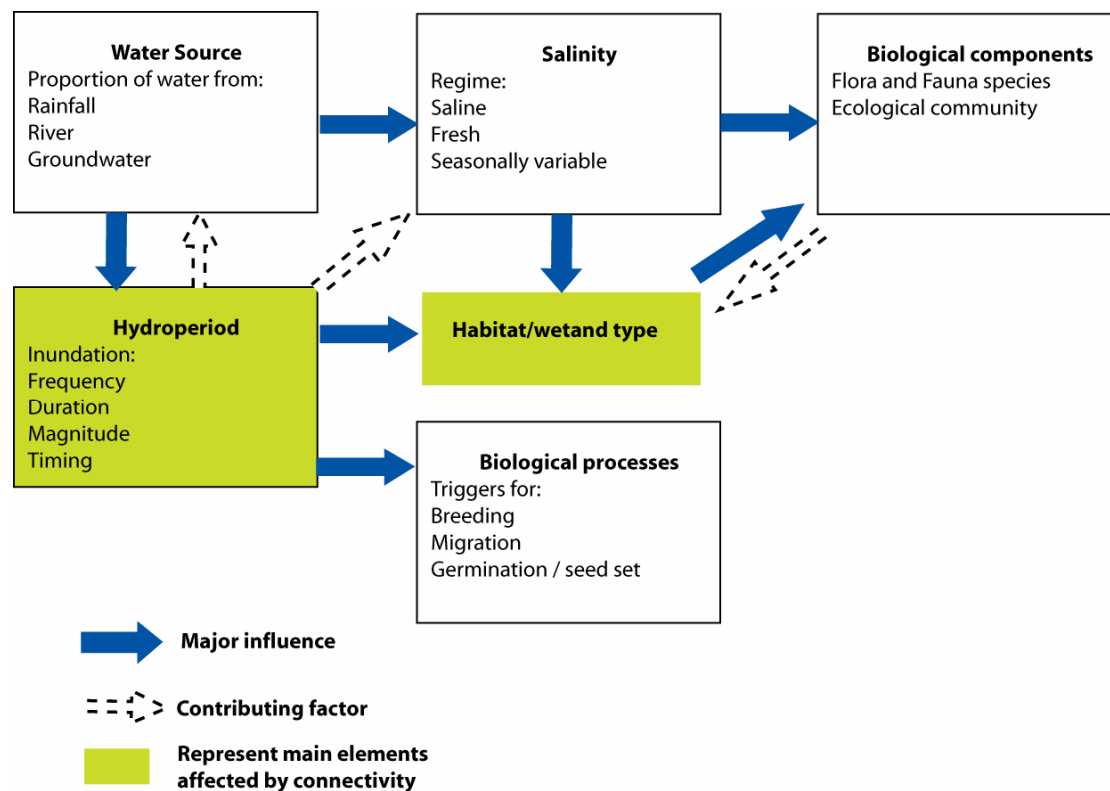 Water Source
Proportion of water from:
Rainfall
River
Groundwater
Salinity
Regime:
Saline
Fresh
Seasonally variable
Biological components
Flora and Fauna species
Ecological community
Hydroperiod
Inundation:
Frequency
Duration
Magnitude
Timing
Habitat/wetand type
Biological processes
Triggers for:
Breeding
Migration
Germination / seed set
Major influence
Contributing factor
Represent main elements
affected by connectivity